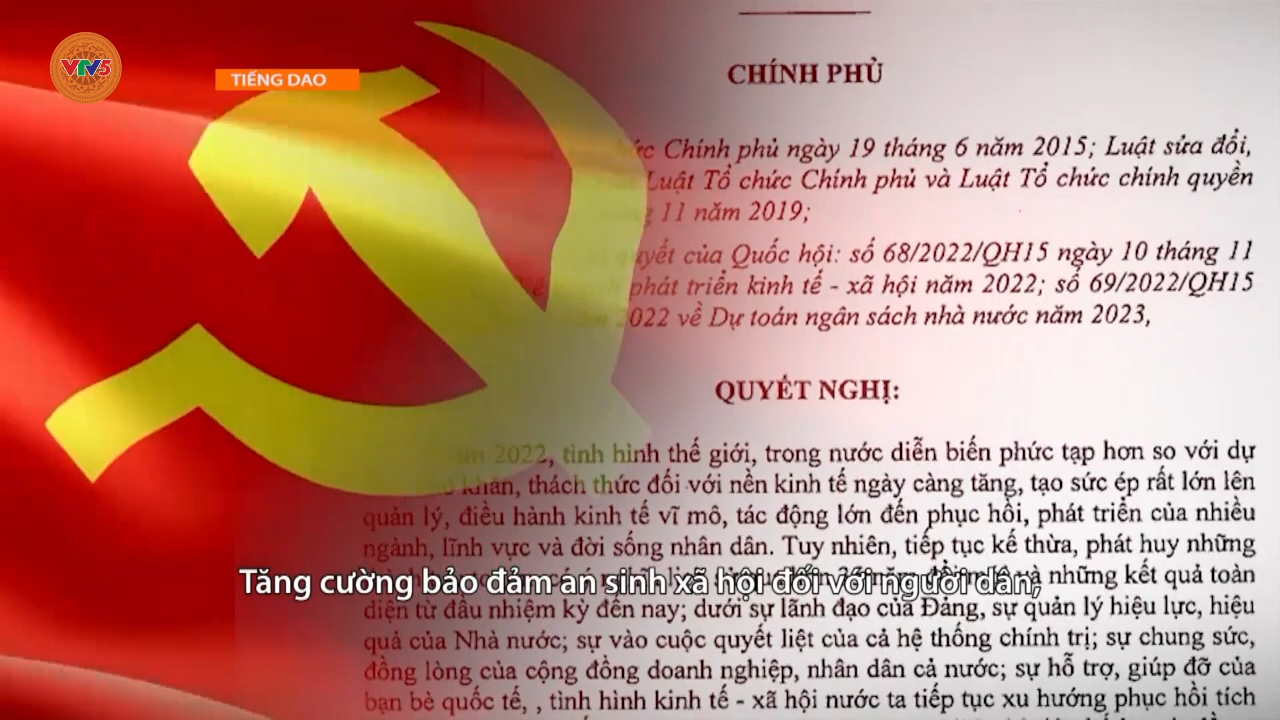 VTV5
TIẾNG DAO
CHÍNH PHỦ
Chính phủ ngày 19 tháng 6 năm 2015; Luật sửa đổi,
Luật Tổ chức Chính phủ và Luật Tổ chức chính quyền
11 năm 2019;
quyết của Quốc hội: số 68/2022/QH15 ngày 10 tháng 11
phát triển kinh tế - xã hội năm 2022; số 69/2022/QH15
2022 về Dự toán ngân sách nhà nước năm 2023,
QUYẾT NGHỊ:
2022, tình hình thế giới, trong nước diễn biến phức tạp hơn so với dự
khăn, thách thức đối với nền kinh tế ngày càng tăng, tạo sức ép rất lớn lên
quản lý, điều hành kinh tế vĩ mô, tác động lớn đến phục hồi, phát triển của nhiều
ngành, lĩnh vực và đời sống nhân dân. Tuy nhiên, tiếp tục kế thừa, phát huy những
và những kết quả toàn
Tăng cường bảo đảm an sinh xã hội đối với người dân,
diện từ đầu nhiệm kỳ đến nay; dưới sự lãnh đạo của Đảng, sự quản lý hiệu lực, hiệu
quả của Nhà nước; sự vào cuộc quyết liệt của cả hệ thống chính trị; sự chung sức,
đồng lòng của cộng đồng doanh nghiệp, nhân dân cả nước; sự hỗ trợ, giúp đỡ của
bạn bè quốc tế, , tình hình kinh tế - xã hội nước ta tiếp tục xu hướng phục hồi tích